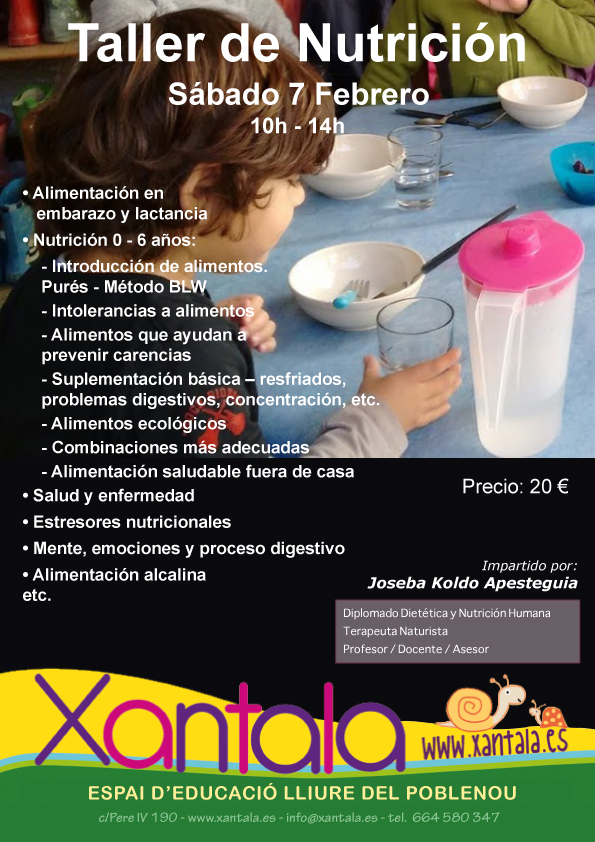 Taller de Nutrición
Sábado 7 Febrero
10h - 14h
• Alimentación en
embarazo y lactancia
• Nutrición 0 - 6 años:
- Introducción de alimentos.
Purés - Método BLW
- Intolerancias a alimentos
- Alimentos que ayudan a
prevenir carencias
- Suplementación básica – resfriados,
problemas digestivos, concentración, etc.
- Alimentos ecológicos
- Combinaciones más adecuadas
- Alimentación saludable fuera de casa
• Salud y enfermedad
• Estresores nutricionales
• Mente, emociones y proceso digestivo
• Alimentación alcalina
etc.
Precio: 20 €
Impartido por:
Joseba Koldo Apesteguia
Diplomado Dietética y Nutrición Humana
Terapeuta Naturista
Profesor / Docente / Asesor
Xantala
www.xantala.es
ESPAI D'EDUCACIÓ LLIURE DEL POBLENOU
c/Pere IV 190 - www.xantala.es - info@xantala.es - tel. 664 580 347